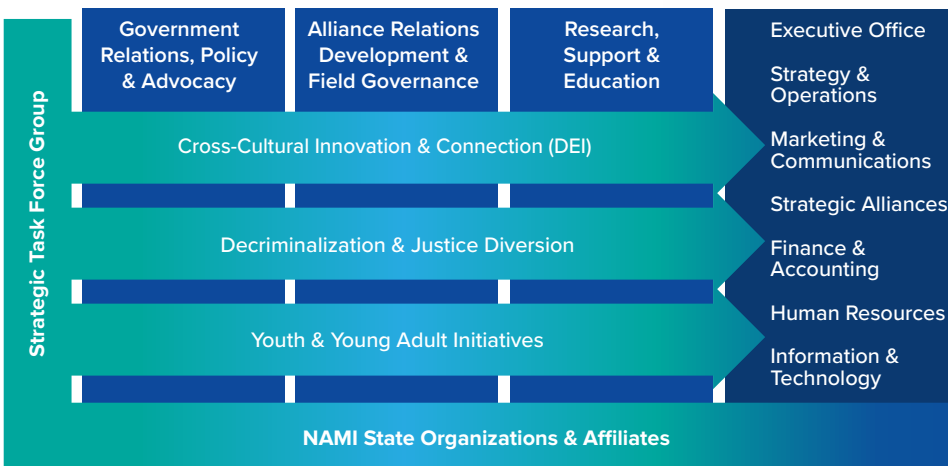 Strategic Task Force Group
Government
Relations, Policy
& Advocacy
Alliance Relations
Development &
Field Governance
Research,
Support &
Education
Cross-Cultural Innovation & Connection (DEI)
Decriminalization & Justice Diversion
Youth & Young Adult Initiatives
Executive Office
Strategy &
Operations
Marketing &
Communications
Strategic Alliances
Finance &
Accounting
Human Resources
Information &
Technology
NAMI State Organizations & Affiliates